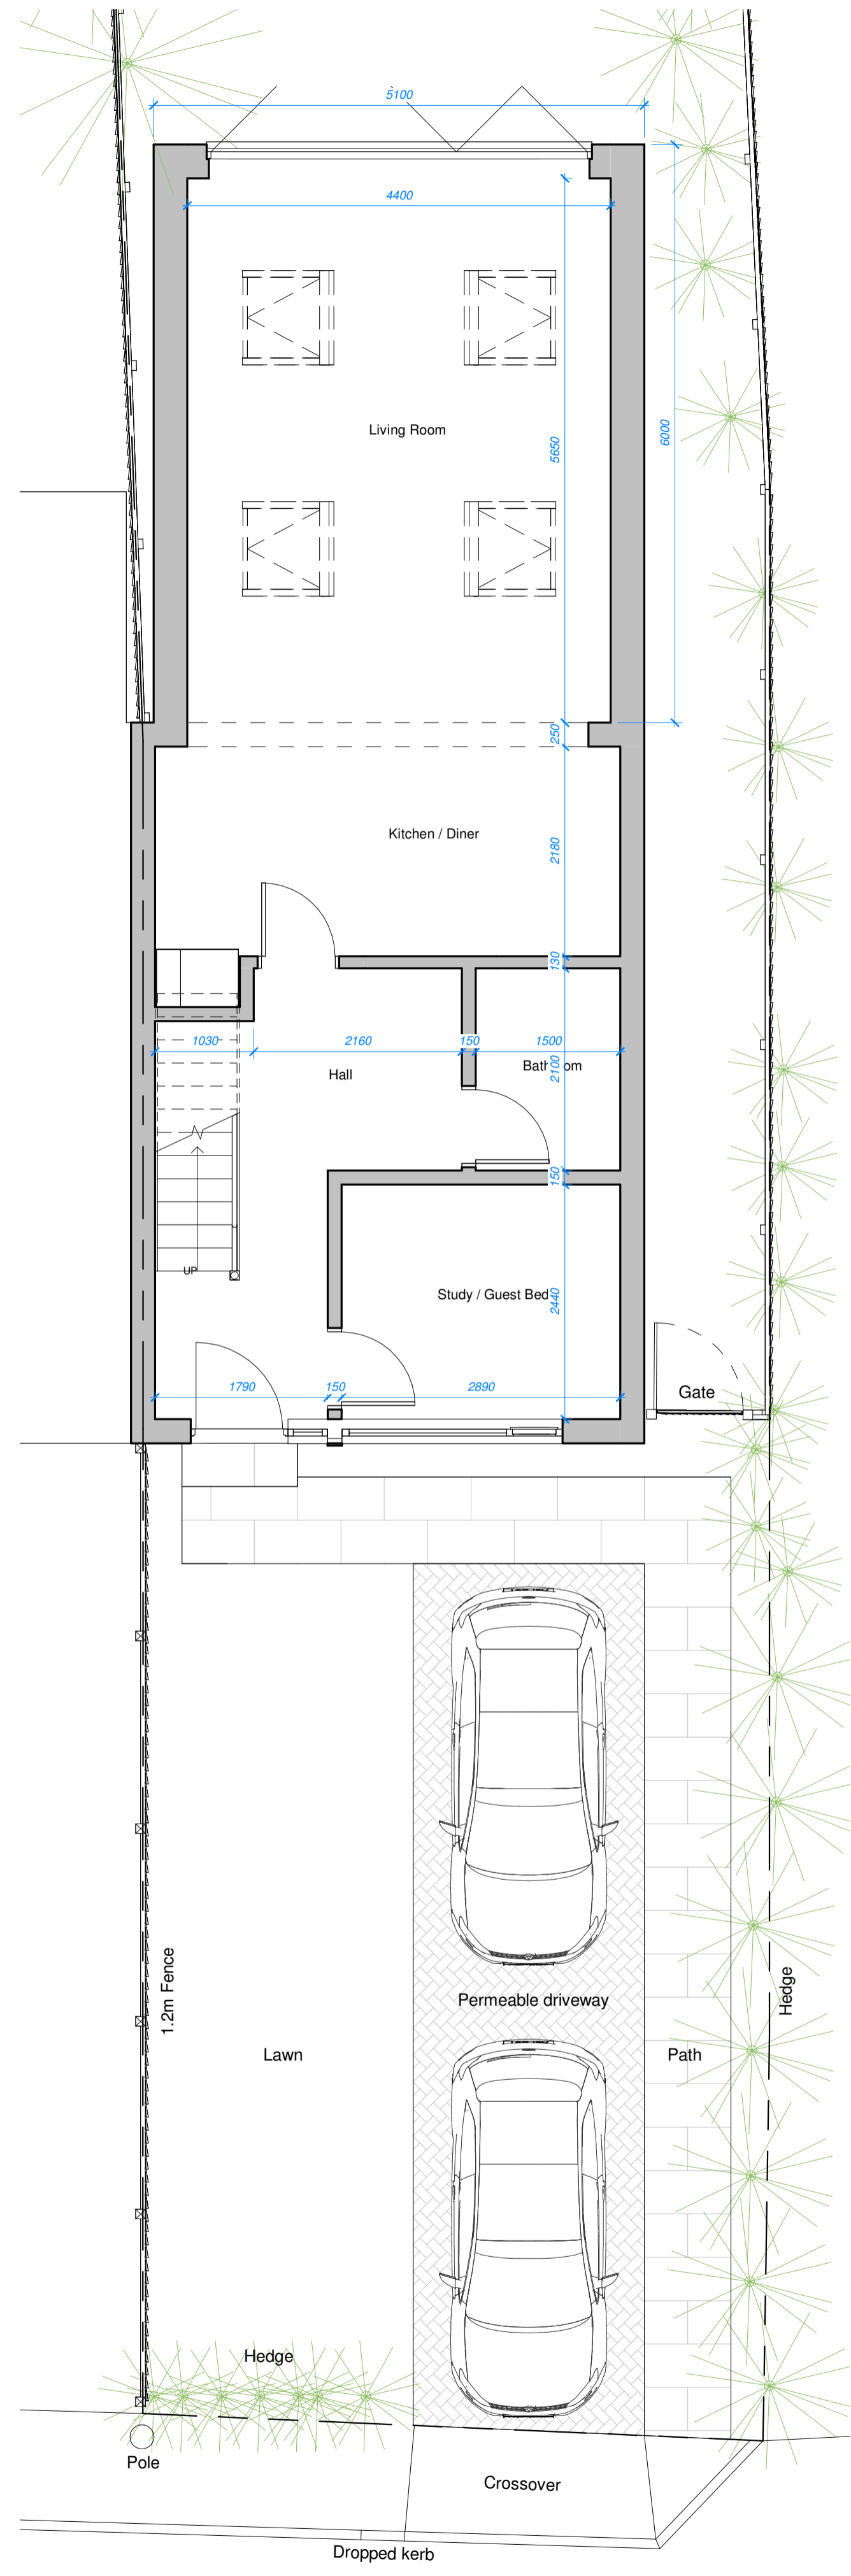 5100
4400
Living Room
5650
6000
250
Kitchen / Diner
2180
130
1030
2160
150
1500
Hall
Bathroom
2100
150
UP
Study / Guest Bed
2440
Gate
1790
150
2890
1.2m Fence
Hedge
Permeable driveway
Lawn
Path
Hedge
Pole
Crossover
Dropped kerb